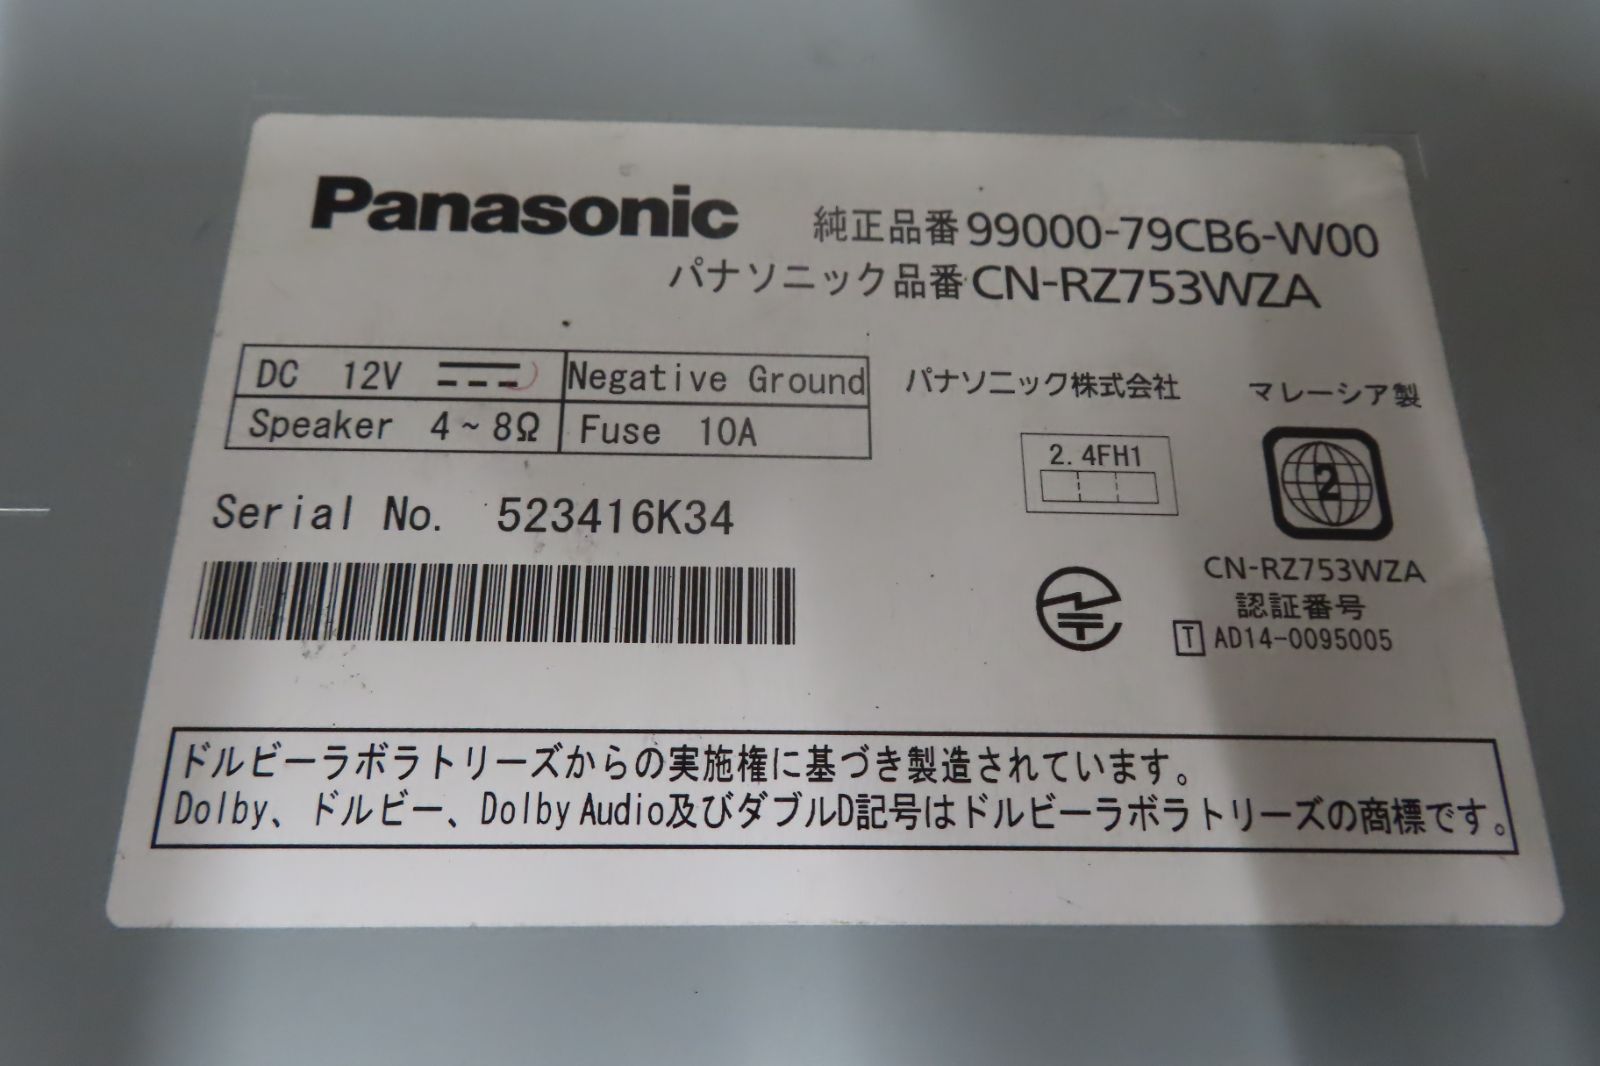 Panasonic 純正品番 99000-79CB6-W00
パナソニック品番 CN-RZ753WZA
DC 12V Negative Ground
Speaker 4~8Ω Fuse 10A
パナソニック株式会社 マレーシア製
2.4FH1
2
Serial No. 523416K34
CN-RZ753WZA
認証番号
T AD14-0095005
ドルビーラボラトリーズからの実施権に基づき製造されています。
Dolby、ドルビー、Dolby Audio及びダブルD記号はドルビーラボラトリーズの商標です。